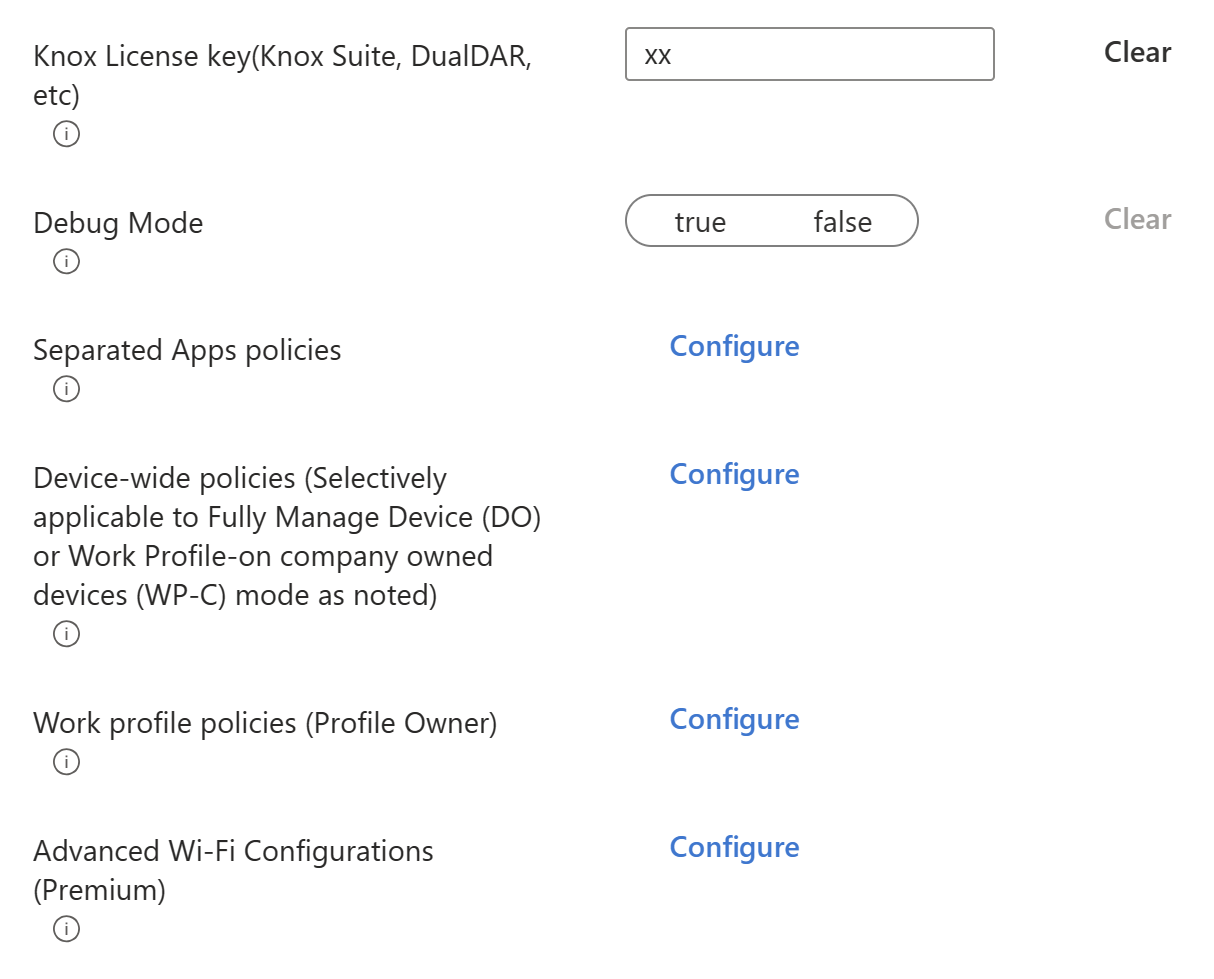 Knox License key(Knox Suite, DualDAR,
etc)
xx
Clear
Debug Mode
true false
Clear
Separated Apps policies
Configure
Device-wide policies (Selectively
applicable to Fully Manage Device (DO)
or Work Profile-on company owned
devices (WP-C) mode as noted)
Configure
Work profile policies (Profile Owner)
Configure
Advanced Wi-Fi Configurations
(Premium)
Configure